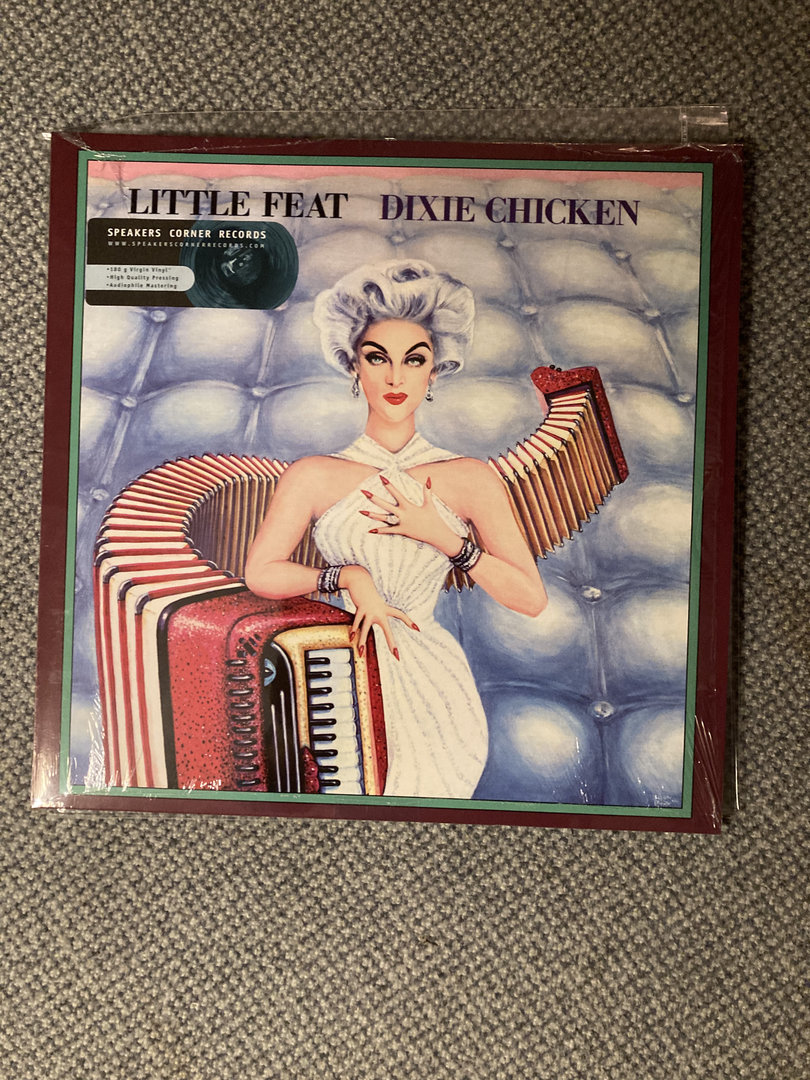 LITTLE FEAT DIXIE CHICKEN
SPEAKERS CORNER RECORDS
WWW.SPEAKERSCORNERRECORDS.COM
•180 g Virgin Vinyl"
•High Quality Pressing
•Audiophile Mastering